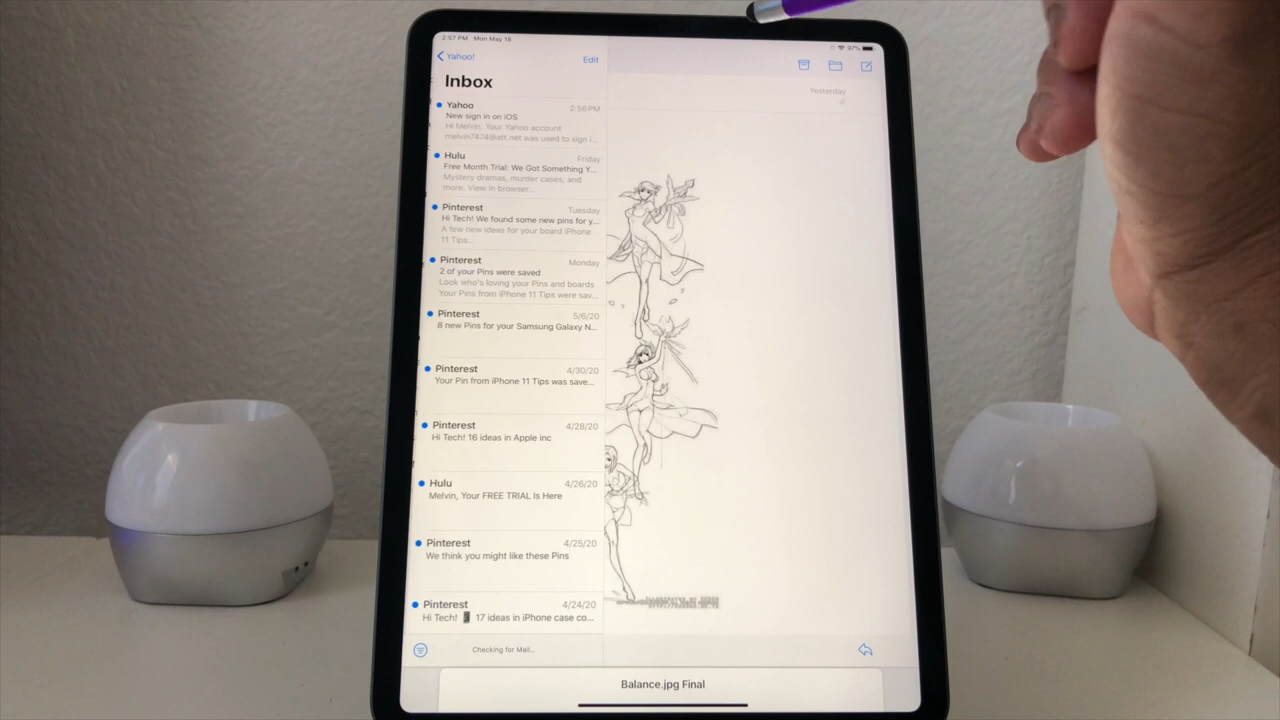 2:57 PM Mon May 18
97%
Yahoo!
Edit
Inbox
Yesterday
Yahoo
2:56 PM
New sign in on iOS
Hi Melvin, Your Yahoo account
melvin7474@att.net was used to sign i...
Hulu
Friday
Free Month Trial: We Got Something Y...
Mystery dramas, murder cases, and
more. View in browser...
Pinterest
Tuesday
Hi Tech! We found some new pins for y...
A few new ideas for your board iPhone
11 Tips...
Pinterest
Monday
2 of your Pins were saved
Look who's loving your Pins and boards
Your Pins from iPhone 11 Tips were sav...
Pinterest
5/6/20
8 new Pins for your Samsung Galaxy N...
Pinterest
4/30/20
Your Pin from iPhone 11 Tips was save...
Pinterest
4/28/20
Hi Tech! 16 ideas in Apple inc
Hulu
4/26/20
Melvin, Your FREE TRIAL Is Here
Pinterest
4/25/20
We think you might like these Pins
Pinterest
4/24/20
Hi Tech! 17 ideas in iPhone case co...
Checking for Mail...
Balance.jpg Final